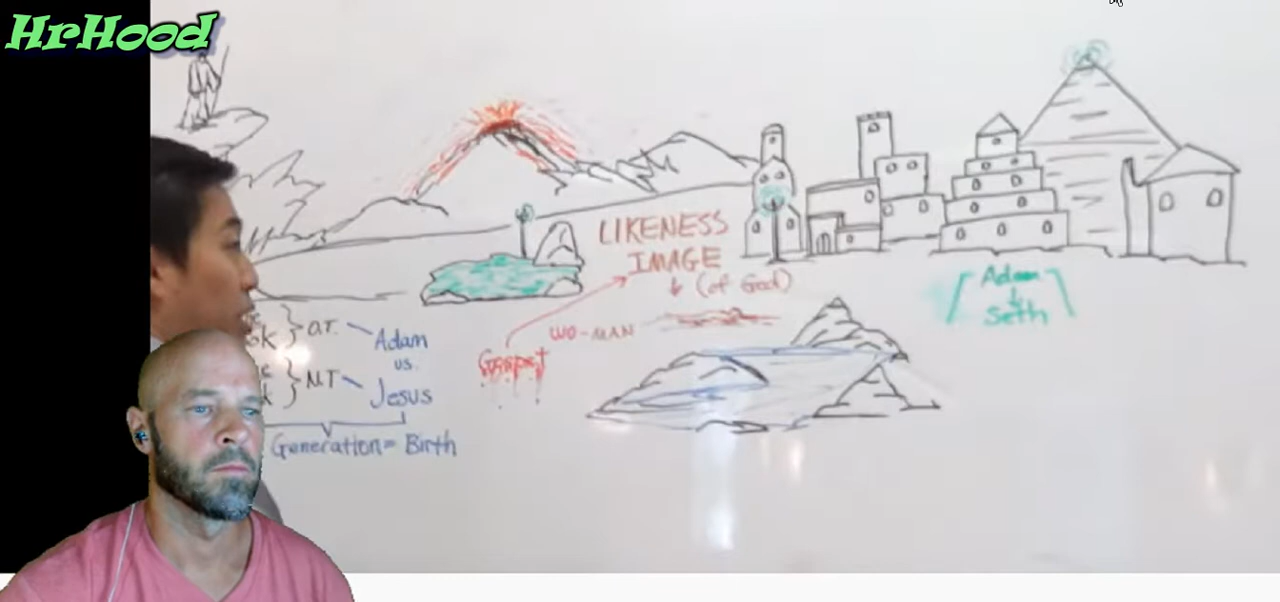 HrHood
LIKENESS
IMAGE
(of God)
Adam
Seth
O.T.
Adam
vs.
Jesus
N.T
WO-MAN
Gospel
Generation = Birth